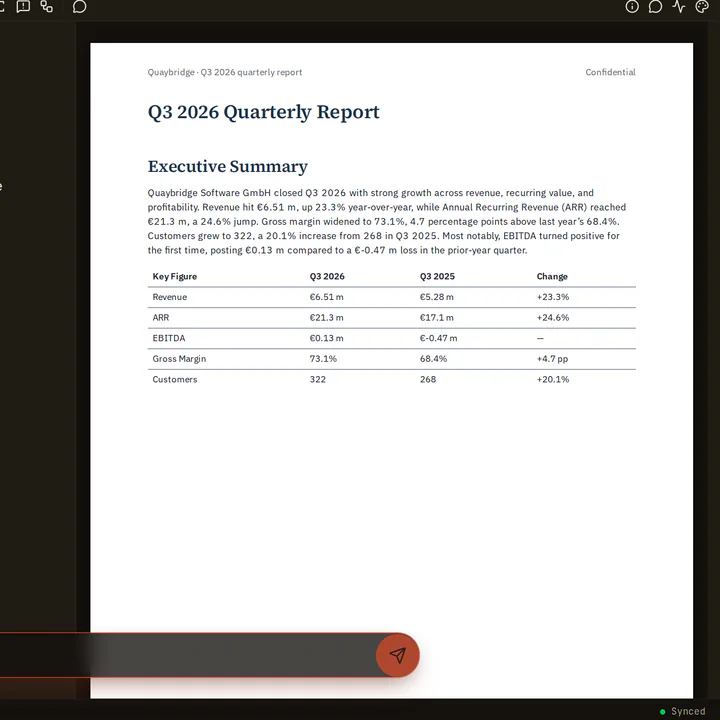 Quaybridge · Q3 2026 quarterly report Confidential
Q3 2026 Quarterly Report
Executive Summary
Quaybridge Software GmbH closed Q3 2026 with strong growth across revenue, recurring value, and
profitability. Revenue hit €6.51 m, up 23.3% year-over-year, while Annual Recurring Revenue (ARR) reached
€21.3 m, a 24.6% jump. Gross margin widened to 73.1%, 4.7 percentage points above last year’s 68.4%.
Customers grew to 322, a 20.1% increase from 268 in Q3 2025. Most notably, EBITDA turned positive for
the first time, posting €0.13 m compared to a €-0.47 m loss in the prior-year quarter.
Key Figure Q3 2026 Q3 2025 Change
Revenue €6.51 m €5.28 m +23.3%
ARR €21.3 m €17.1 m +24.6%
EBITDA €0.13 m €-0.47 m —
Gross Margin 73.1% 68.4% +4.7 pp
Customers 322 268 +20.1%
Synced